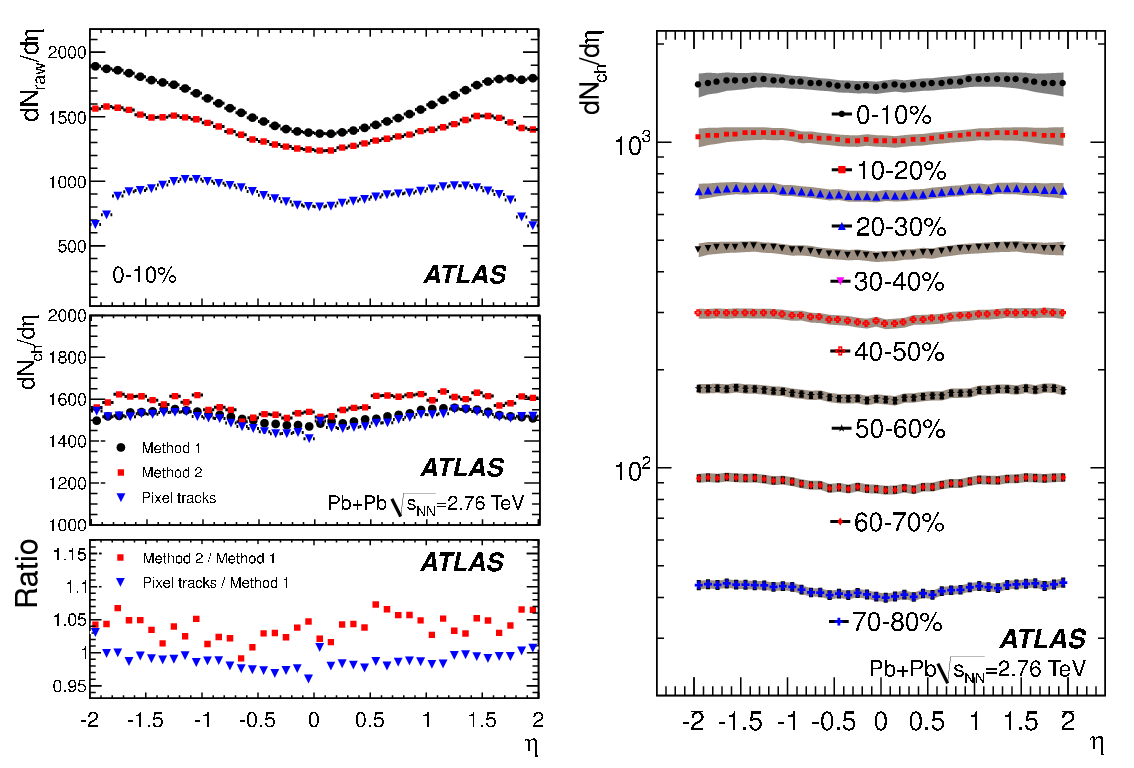 dN_raw/dη
2000
1500
1000
500
0-10%
ATLAS
dN_ch/dη
2000
1800
1600
1400
1200
1000
Method 1
Method 2
Pixel tracks
ATLAS
Pb+Pb √s_NN=2.76 TeV
Ratio
1.15
1.1
1.05
1
0.95
Method 2 / Method 1
Pixel tracks / Method 1
ATLAS
-2 -1.5 -1 -0.5 0 0.5 1 1.5 2
η
dN_ch/dη
10^3
10^2
0-10%
10-20%
20-30%
30-40%
40-50%
50-60%
60-70%
70-80%
ATLAS
Pb+Pb √s_NN=2.76 TeV
-2 -1.5 -1 -0.5 0 0.5 1 1.5 2
η